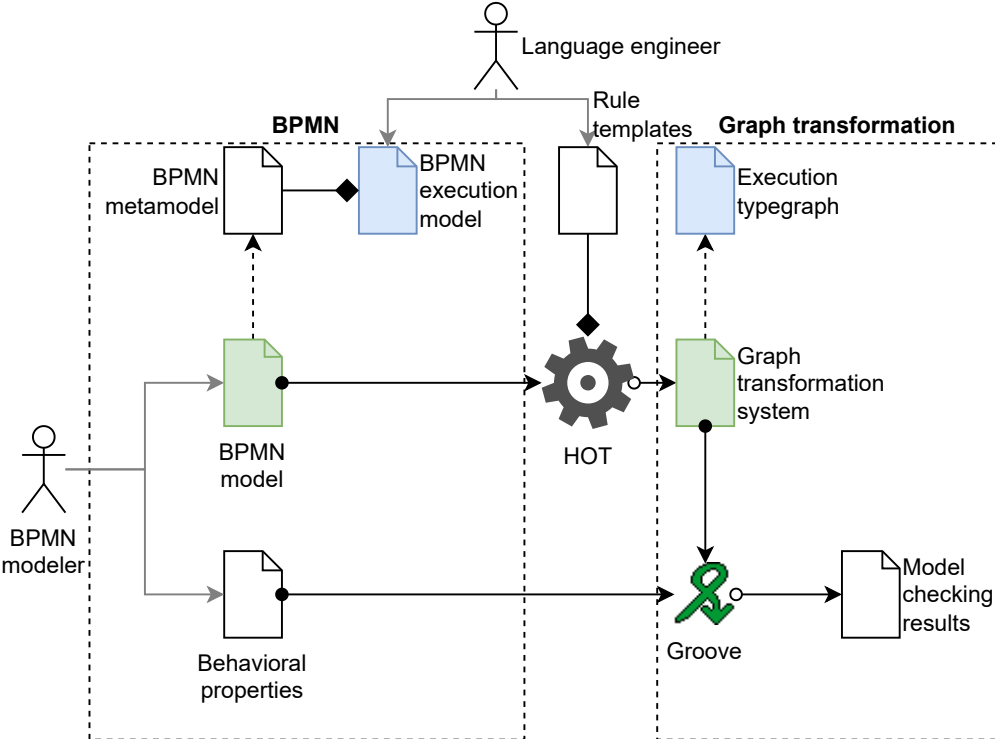 Language engineer
Rule
templates
BPMN
Graph transformation
BPMN
metamodel
BPMN
execution
model
Execution
typegraph
Graph
transformation
system
HOT
BPMN
model
BPMN
modeler
Behavioral
properties
Groove
Model
checking
results